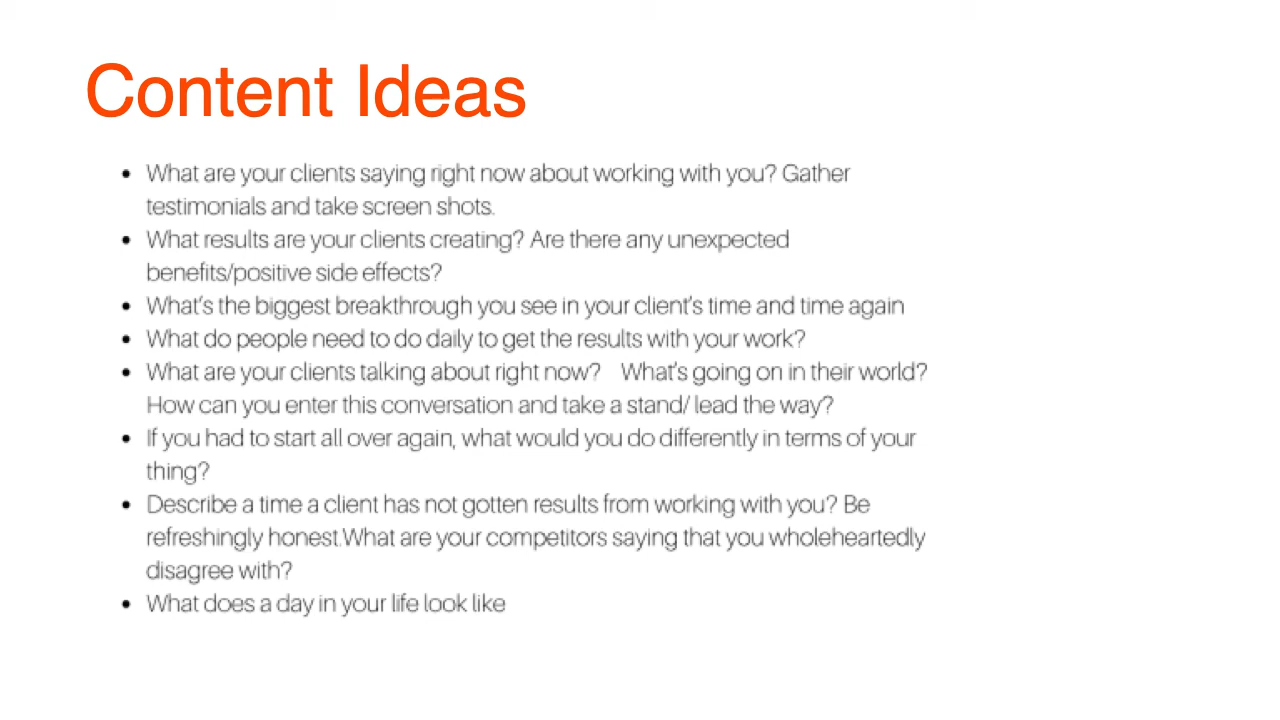 Content Ideas
• What are your clients saying right now about working with you? Gather
testimonials and take screen shots.
• What results are your clients creating? Are there any unexpected
benefits/positive side effects?
• What's the biggest breakthrough you see in your client's time and time again
• What do people need to do daily to get the results with your work?
• What are your clients talking about right now? What's going on in their world?
How can you enter this conversation and take a stand/ lead the way?
• If you had to start all over again, what would you do differently in terms of your
thing?
• Describe a time a client has not gotten results from working with you? Be
refreshingly honest.What are your competitors saying that you wholeheartedly
disagree with?
• What does a day in your life look like